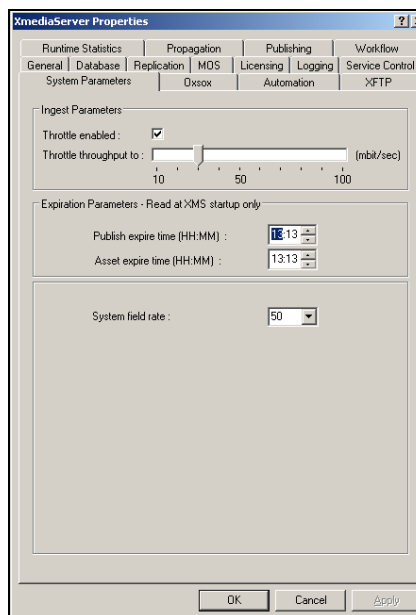 XmediaServer Properties
Runtime Statistics Propagation Publishing Workflow
General Database Replication MOS Licensing Logging Service Control
System Parameters Oxsox Automation XFTP
Ingest Parameters
Throttle enabled :
Throttle throughput to : (mbit/sec)
10 50 100
Expiration Parameters - Read at XMS startup only
Publish expire time (HH:MM) : 13:13
Asset expire time (HH:MM) : 13:13
System field rate : 50
OK Cancel Apply